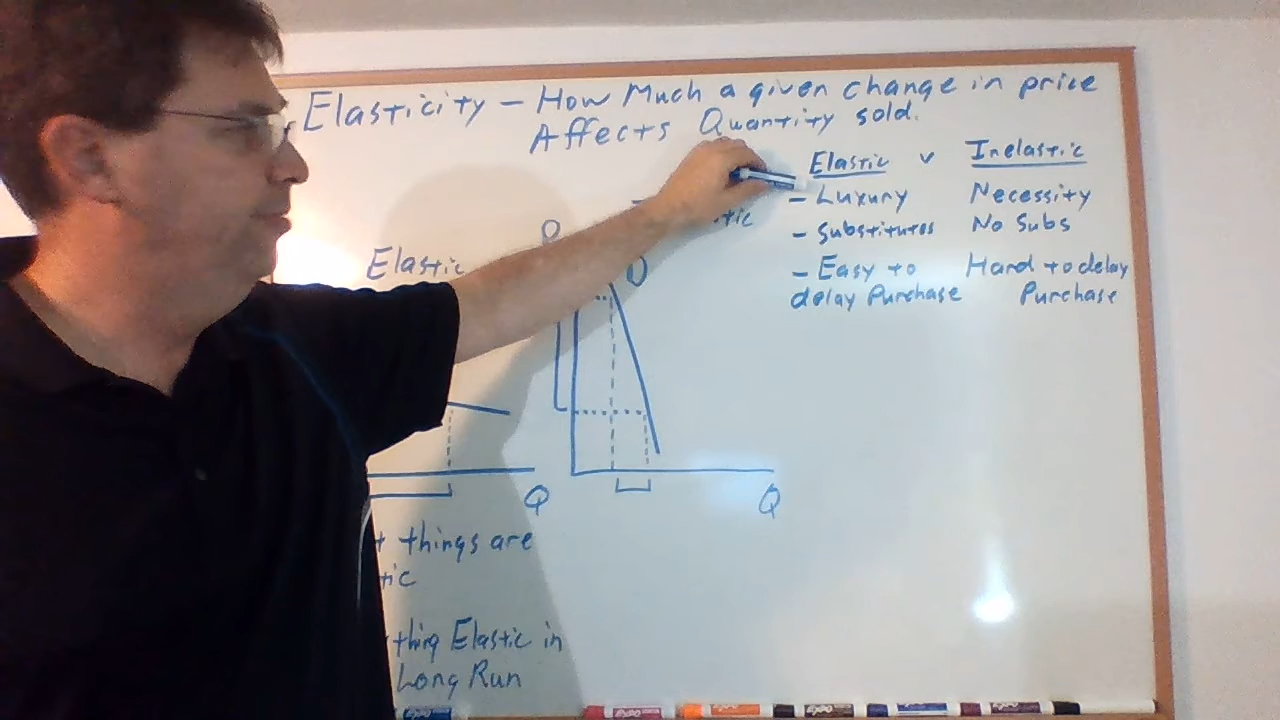 Elasticity - How Much a given change in price
Affects Quantity sold.
Elastic v Inelastic
- Luxury Necessity
- Substitutes No Subs
- Easy to Hard to delay
delay Purchase Purchase
Elastic
tic
D
Q
Q
things are
tic
thing Elastic in
Long Run